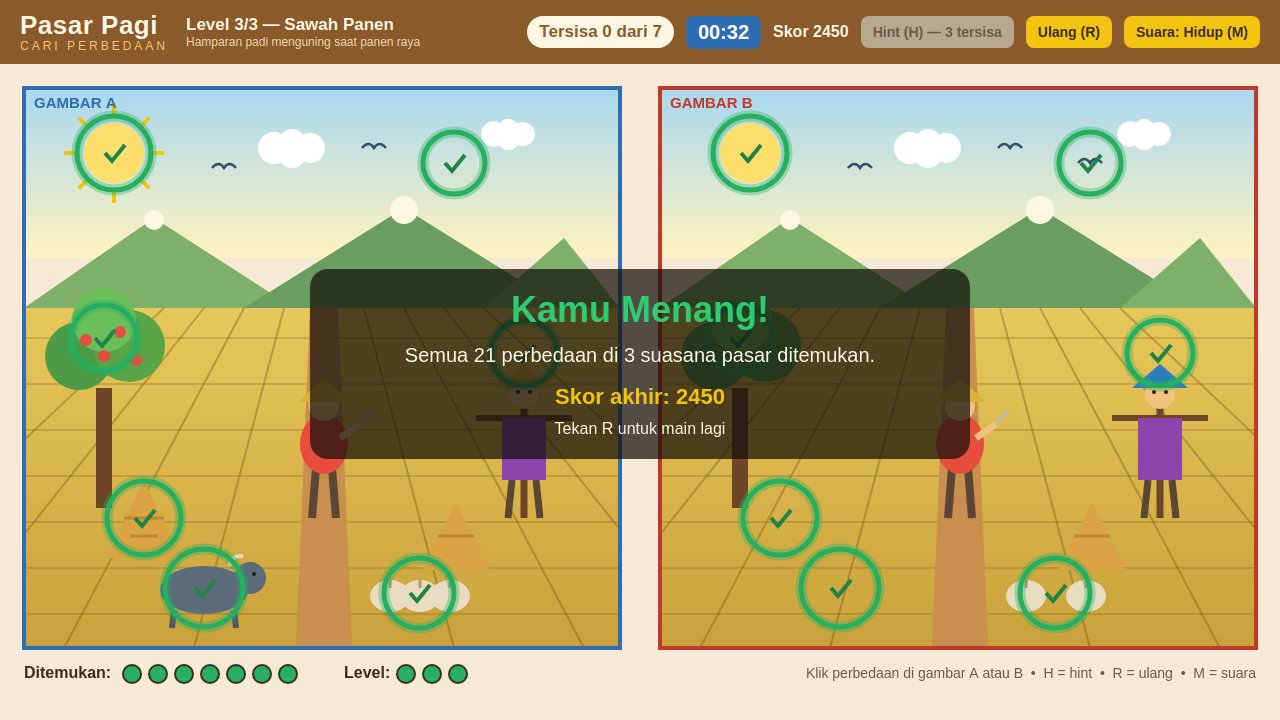 Pasar Pagi
CARI PERBEDAAN
Level 3/3 — Sawah Panen
Hamparan padi menguning saat panen raya
Tersisa 0 dari 7
00:32
Skor 2450
Hint (H) — 3 tersisa
Ulang (R)
Suara: Hidup (M)
GAMBAR A
GAMBAR B
Kamu Menang!
Semua 21 perbedaan di 3 suasana pasar ditemukan.
Skor akhir: 2450
Tekan R untuk main lagi
Ditemukan:
Level:
Klik perbedaan di gambar A atau B • H = hint • R = ulang • M = suara